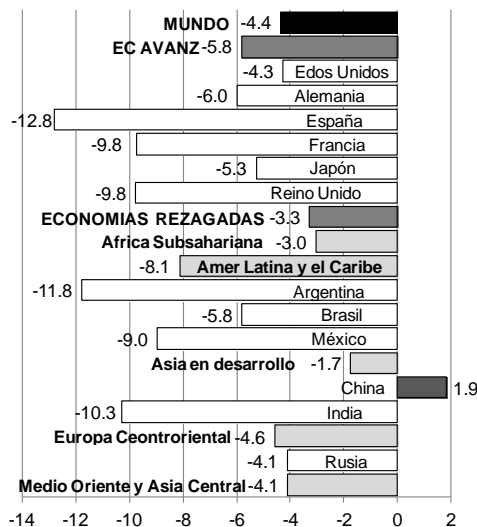 MUNDO -4.4
EC AVANZ -5.8
-4.3 Edos Unidos
-6.0 Alemania
-12.8 España
-9.8 Francia
-5.3 Japón
-9.8 Reino Unido
ECONOMIAS REZAGADAS -3.3
Africa Subsahariana -3.0
-8.1 Amer Latina y el Caribe
-11.8 Argentina
-5.8 Brasil
-9.0 México
Asia en desarrollo -1.7
China 1.9
-10.3 India
Europa Ceontroriental -4.6
-4.1 Rusia
Medio Oriente y Asia Central -4.1
-14 -12 -10 -8 -6 -4 -2 0 2